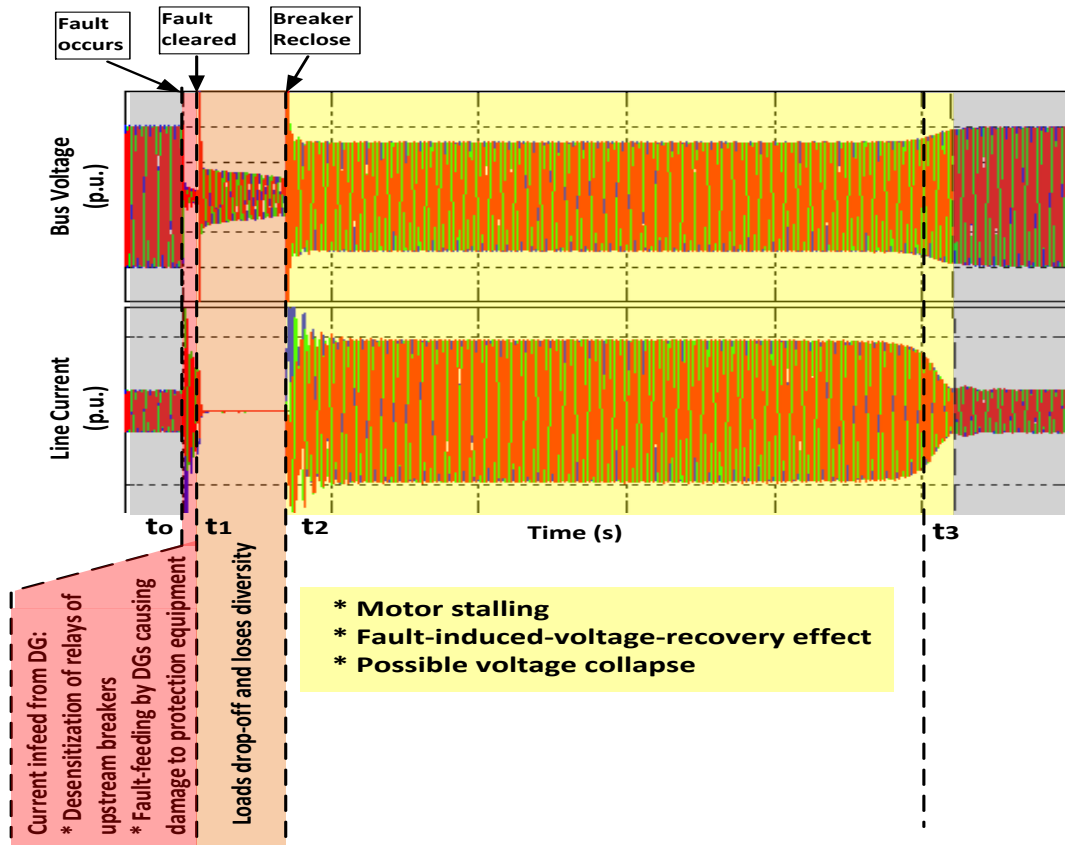 Fault
occurs
Fault
cleared
Breaker
Reclose
Bus Voltage
(p.u.)
Line Current
(p.u.)
to
t1
t2
Time (s)
t3
Current infeed from DG:
* Desensitization of relays of
upstream breakers
* Fault-feeding by DGs causing
damage to protection equipment
Loads drop-off and loses diversity
* Motor stalling
* Fault-induced-voltage-recovery effect
* Possible voltage collapse